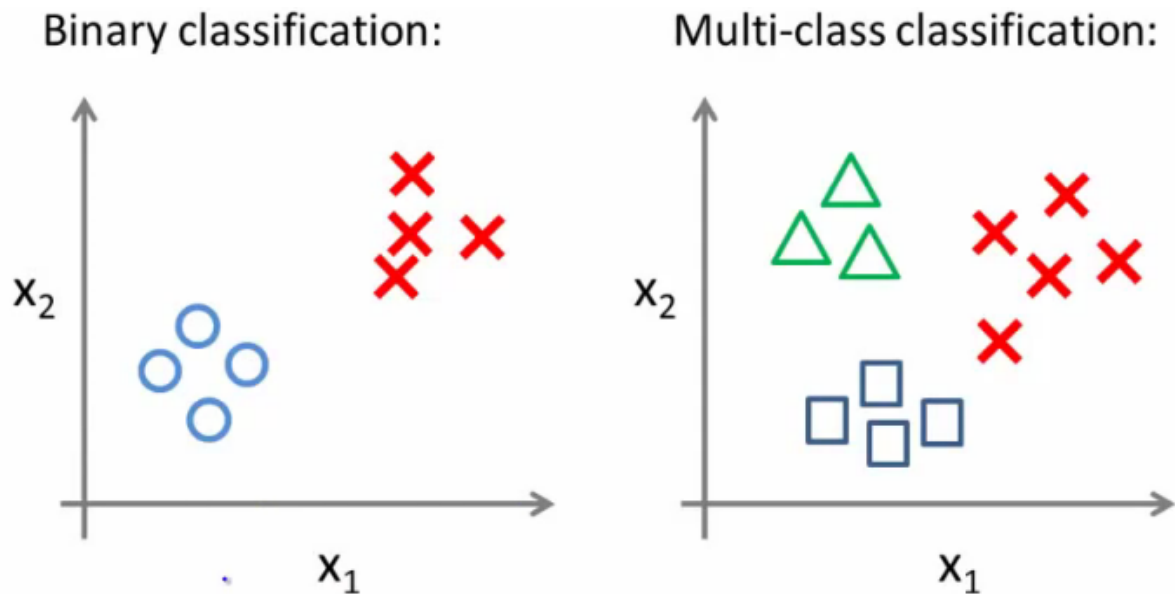 Binary classification:
x₂
x₁
Multi-class classification:
x₂
x₁